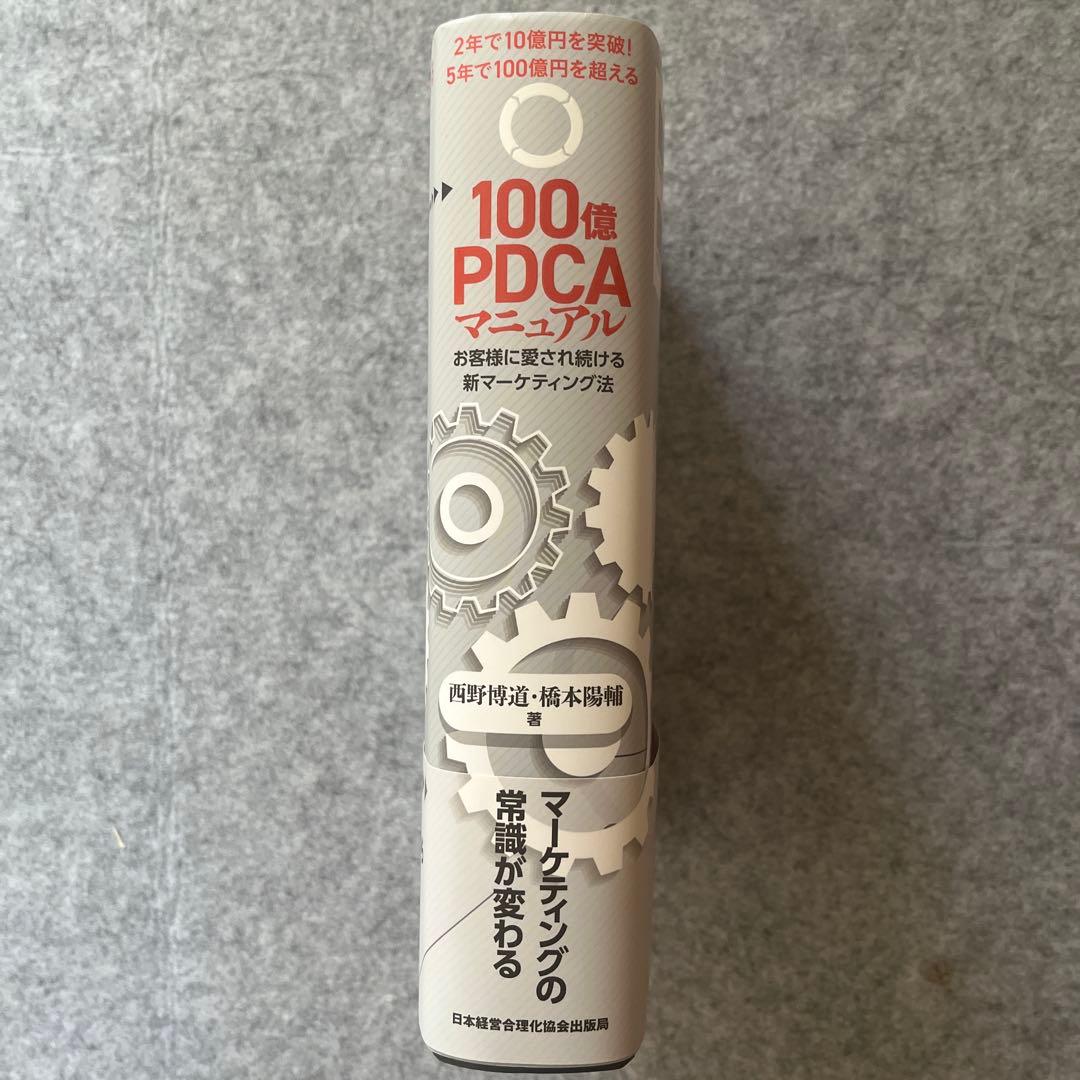 2年で10億円を突破!
5年で100億円を超える
100億
PDCA
マニュアル
お客様に愛され続ける
新マーケティング法
西野博道・橋本陽輔
著
マーケティングの
常識が変わる
日本経営合理化協会出版局